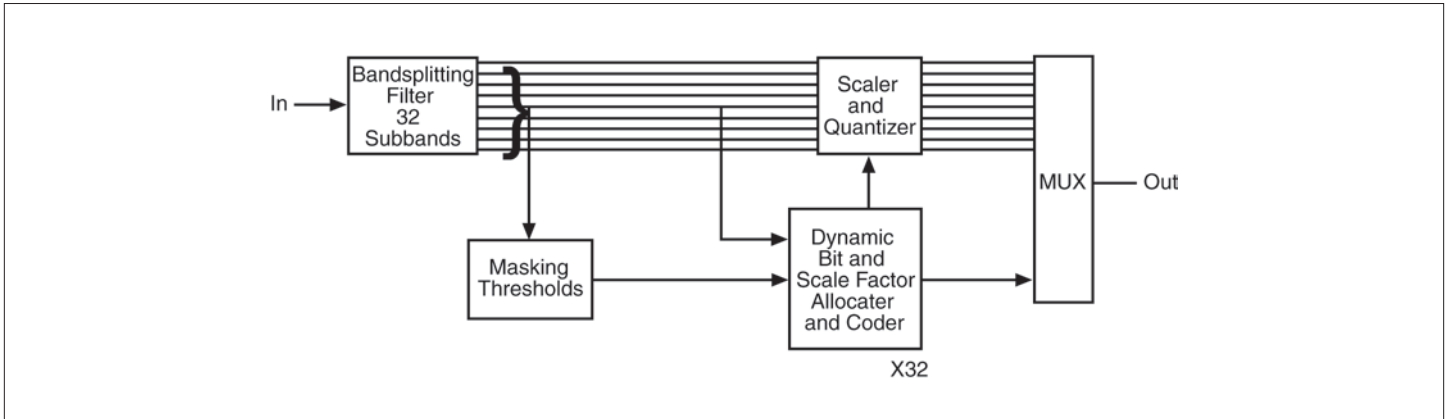 Bandsplitting
Filter
32
Subbands
In
Scaler
and
Quantizer
MUX
Out
Masking
Thresholds
Dynamic
Bit and
Scale Factor
Allocater
and Coder
X32